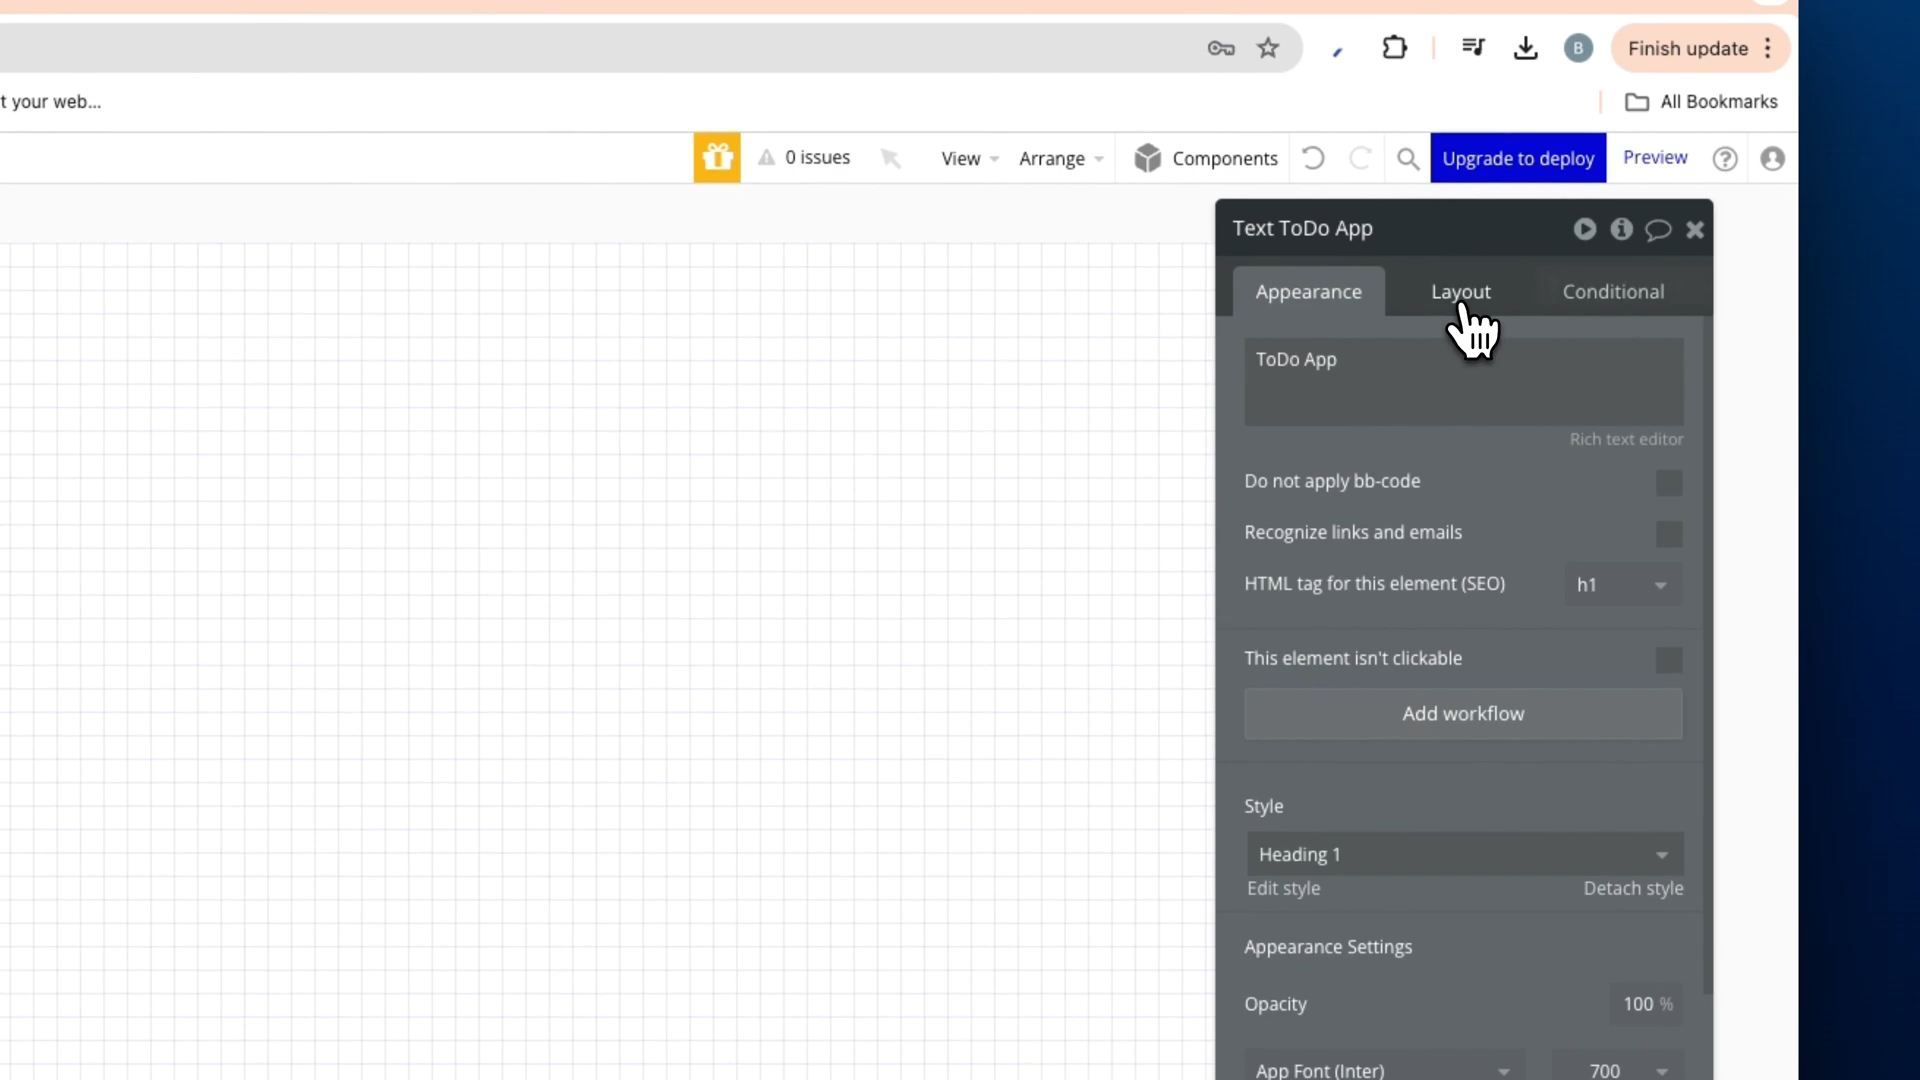 B
Finish update
t your web...
All Bookmarks
0 issues
View
Arrange
Components
Upgrade to deploy
Preview
Text ToDo App
Appearance
Layout
Conditional
ToDo App
Rich text editor
Do not apply bb-code
Recognize links and emails
HTML tag for this element (SEO)
h1
This element isn't clickable
Add workflow
Style
Heading 1
Edit style
Detach style
Appearance Settings
Opacity
100 %
App Font (Inter)
700